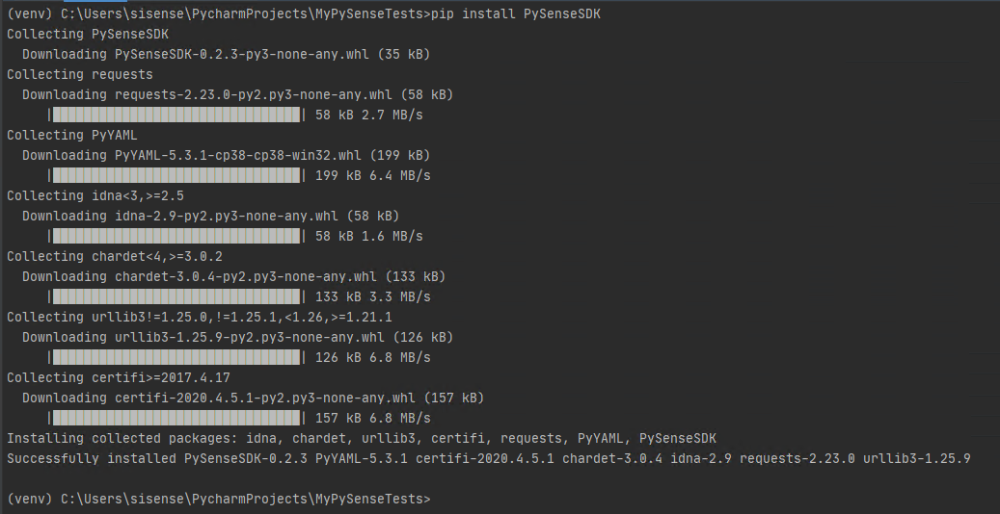 (venv) C:\Users\sisense\PycharmProjects\MyPySenseTests>pip install PySenseSDK
Collecting PySenseSDK
  Downloading PySenseSDK-0.2.3-py3-none-any.whl (35 kB)
Collecting requests
  Downloading requests-2.23.0-py2.py3-none-any.whl (58 kB)
     || 58 kB 2.7 MB/s
Collecting PyYAML
  Downloading PyYAML-5.3.1-cp38-cp38-win32.whl (199 kB)
     || 199 kB 6.4 MB/s
Collecting idna<3,>=2.5
  Downloading idna-2.9-py2.py3-none-any.whl (58 kB)
     || 58 kB 1.6 MB/s
Collecting chardet<4,>=3.0.2
  Downloading chardet-3.0.4-py2.py3-none-any.whl (133 kB)
     || 133 kB 3.3 MB/s
Collecting urllib3!=1.25.0,!=1.25.1,<1.26,>=1.21.1
  Downloading urllib3-1.25.9-py2.py3-none-any.whl (126 kB)
     || 126 kB 6.8 MB/s
Collecting certifi>=2017.4.17
  Downloading certifi-2020.4.5.1-py2.py3-none-any.whl (157 kB)
     || 157 kB 6.8 MB/s
Installing collected packages: idna, chardet, urllib3, certifi, requests, PyYAML, PySenseSDK
Successfully installed PySenseSDK-0.2.3 PyYAML-5.3.1 certifi-2020.4.5.1 chardet-3.0.4 idna-2.9 requests-2.23.0 urllib3-1.25.9
(venv) C:\Users\sisense\PycharmProjects\MyPySenseTests>